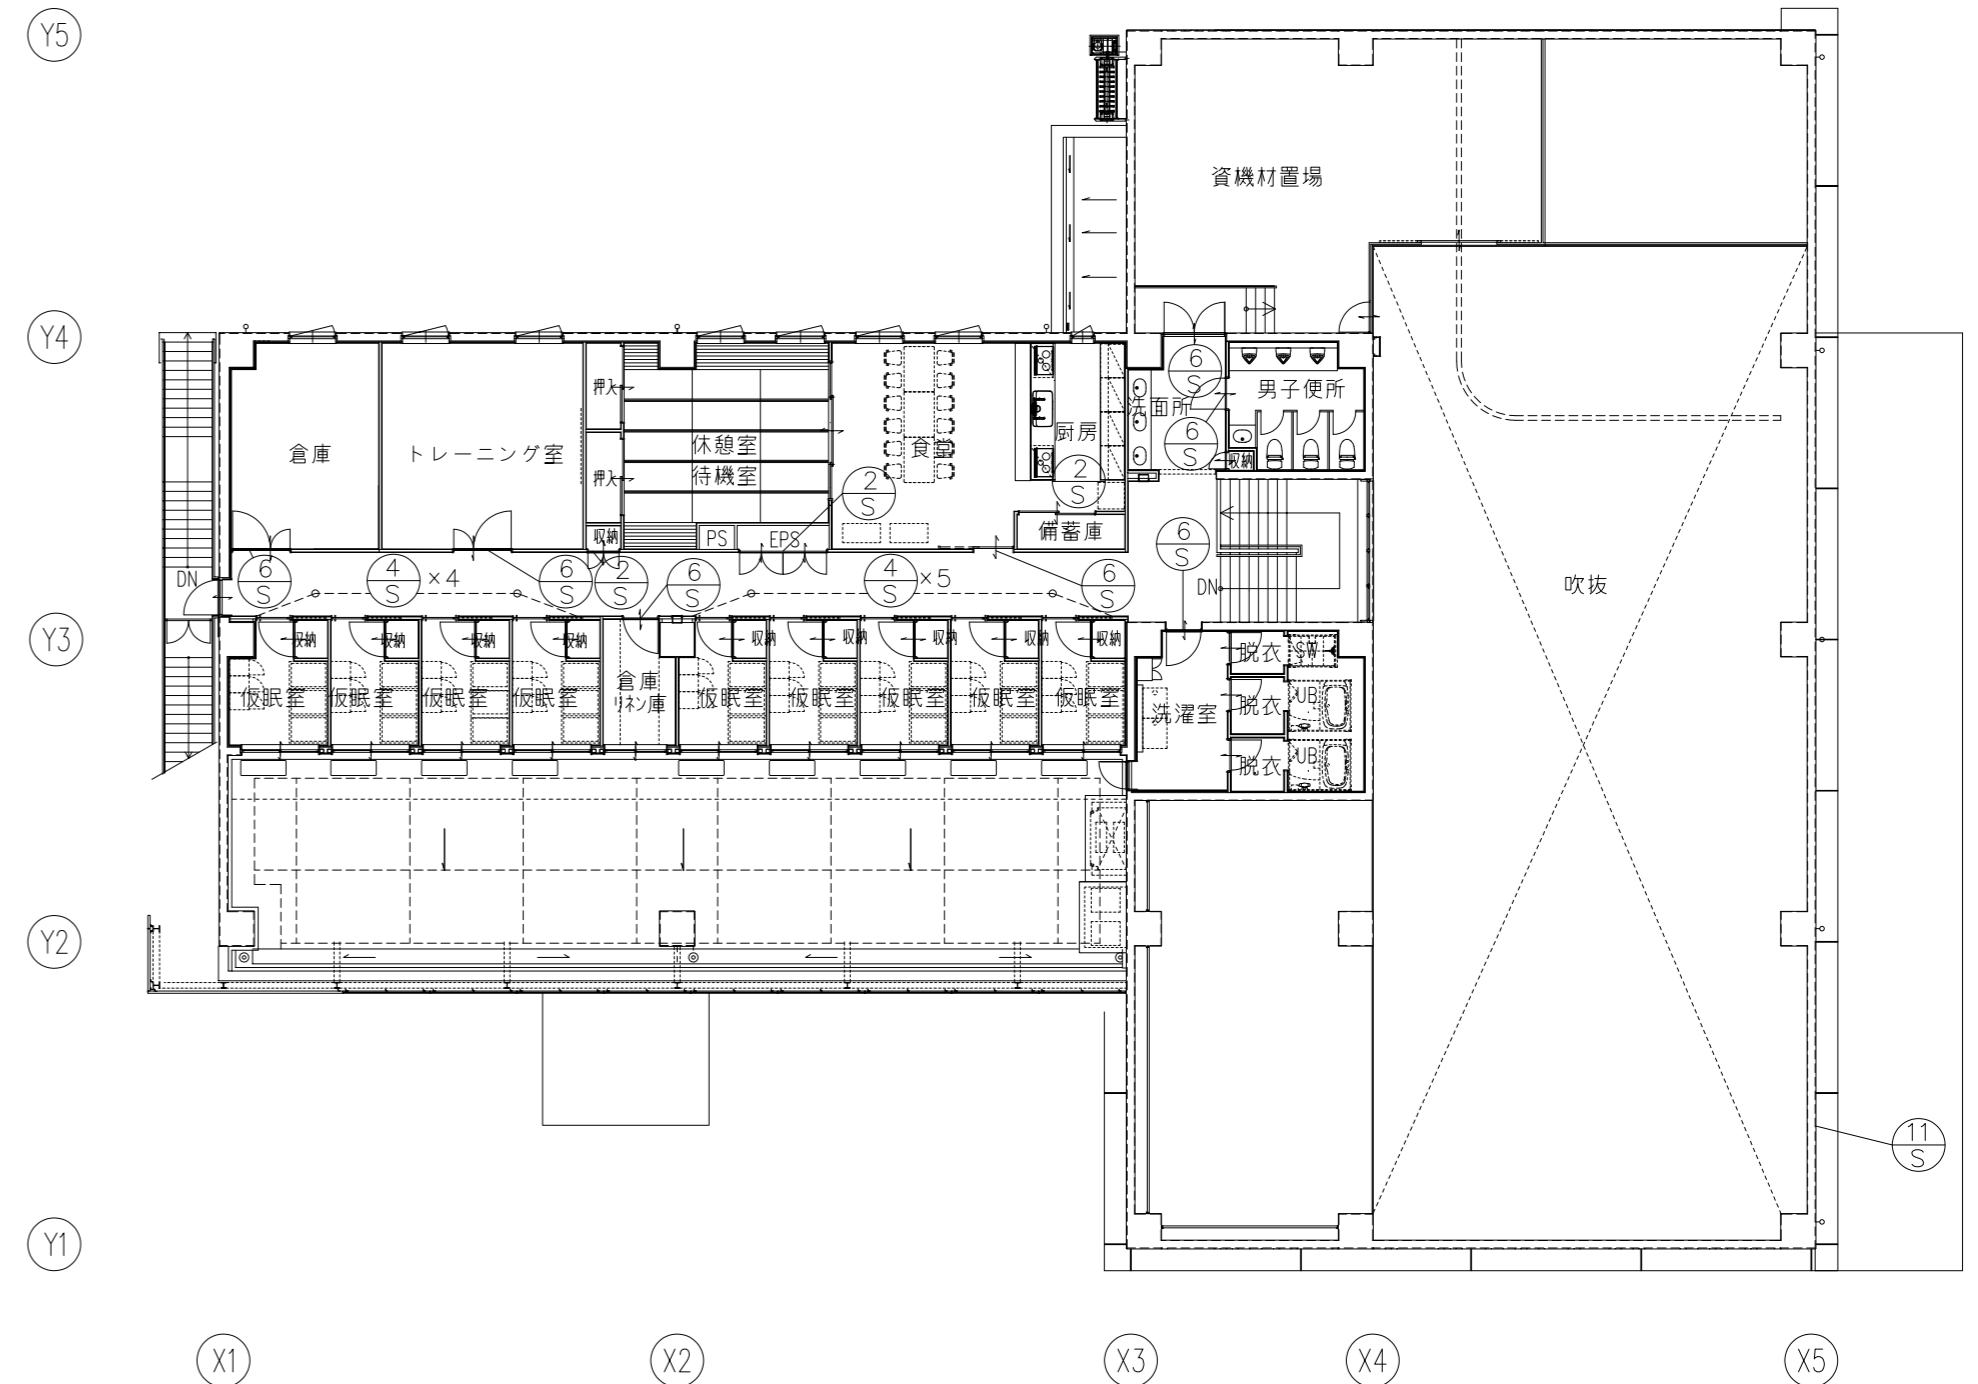 Y5
資機材置場
Y4
6
S
男子便所
洗面所
6
S
収納
倉庫
トレーニング室
押入
押入
収納
休憩室
待機室
PS
EPS
2
S
食堂
厨房
2
S
備蓄庫
6
S
DN
吹抜
DN
6
S
4
S
×4
6
S
2
S
6
S
4
S
×5
6
S
Y3
収納
収納
収納
収納
収納
収納
収納
収納
収納
仮眠室
仮眠室
仮眠室
仮眠室
倉庫
リネン庫
仮眠室
仮眠室
仮眠室
仮眠室
仮眠室
洗濯室
脱衣
SW
脱衣
UB
脱衣
UB
Y2
11
S
Y1
X1
X2
X3
X4
X5